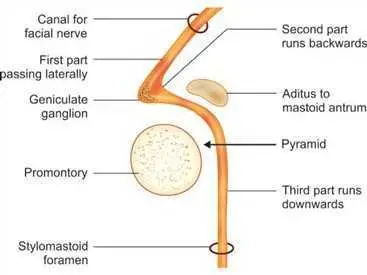 Canal for
facial nerve
Second part
runs backwards
First part
passing laterally
Geniculate
ganglion
Aditus to
mastoid antrum
Pyramid
Promontory
Third part runs
downwards
Stylomastoid
foramen